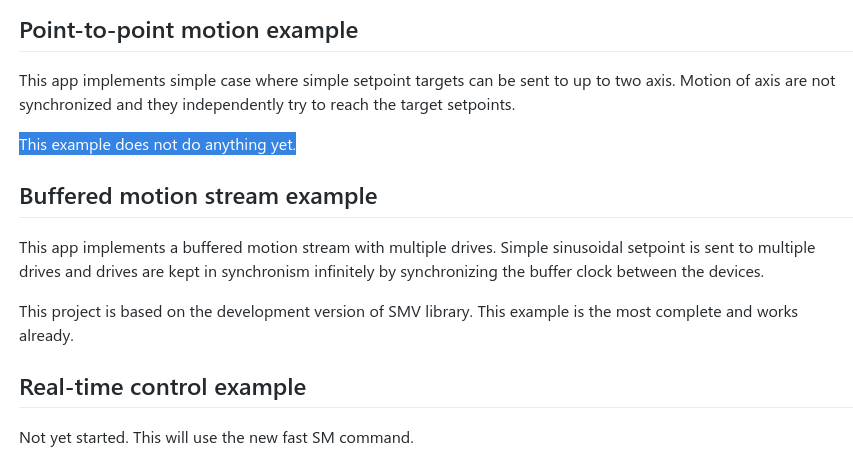 Point-to-point motion example
This app implements simple case where simple setpoint targets can be sent to up to two axis. Motion of axis are not
synchronized and they independently try to reach the target setpoints.
This example does not do anything yet.
Buffered motion stream example
This app implements a buffered motion stream with multiple drives. Simple sinusoidal setpoint is sent to multiple
drives and drives are kept in synchronism infinitely by synchronizing the buffer clock between the devices.
This project is based on the development version of SMV library. This example is the most complete and works
already.
Real-time control example
Not yet started. This will use the new fast SM command.